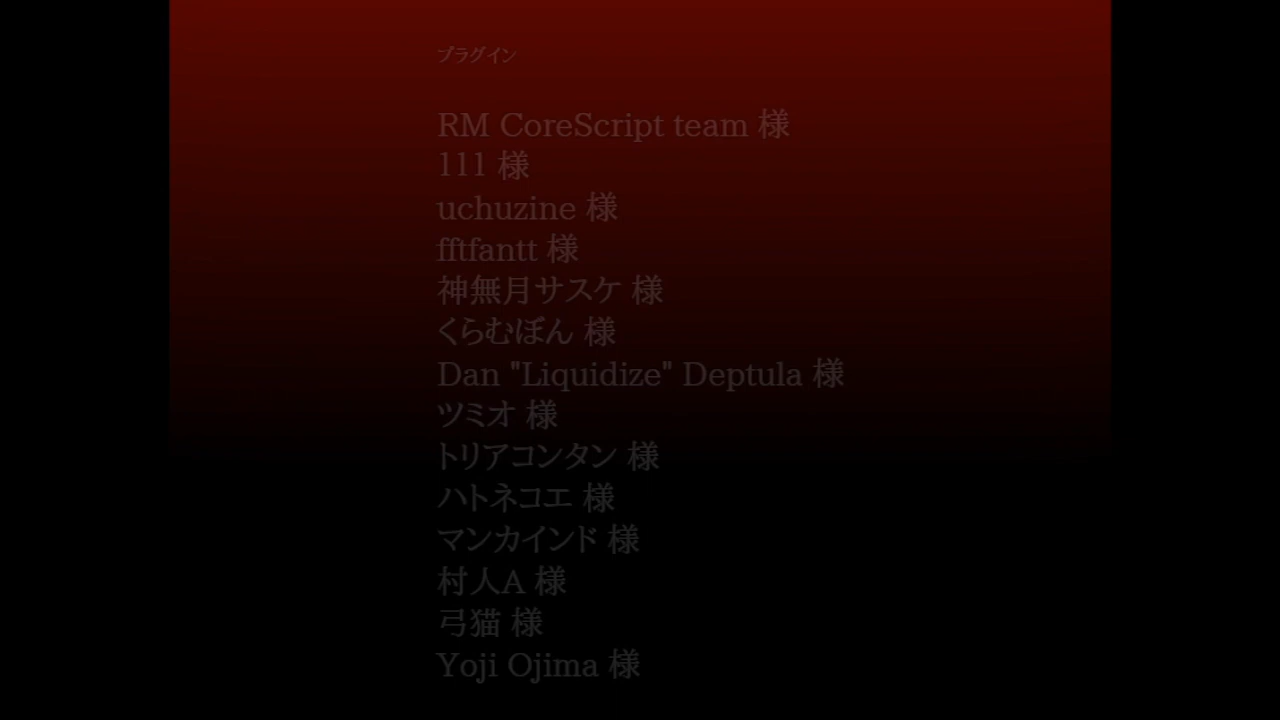 プラグイン
RM CoreScript team 様
111 様
uchuzine 様
fftfantt 様
神無月サスケ 様
くらむぼん 様
Dan "Liquidize" Deptula 様
ツミオ 様
トリアコンタン 様
ハトネコエ 様
マンカインド 様
村人A 様
弓猫 様
Yoji Ojima 様